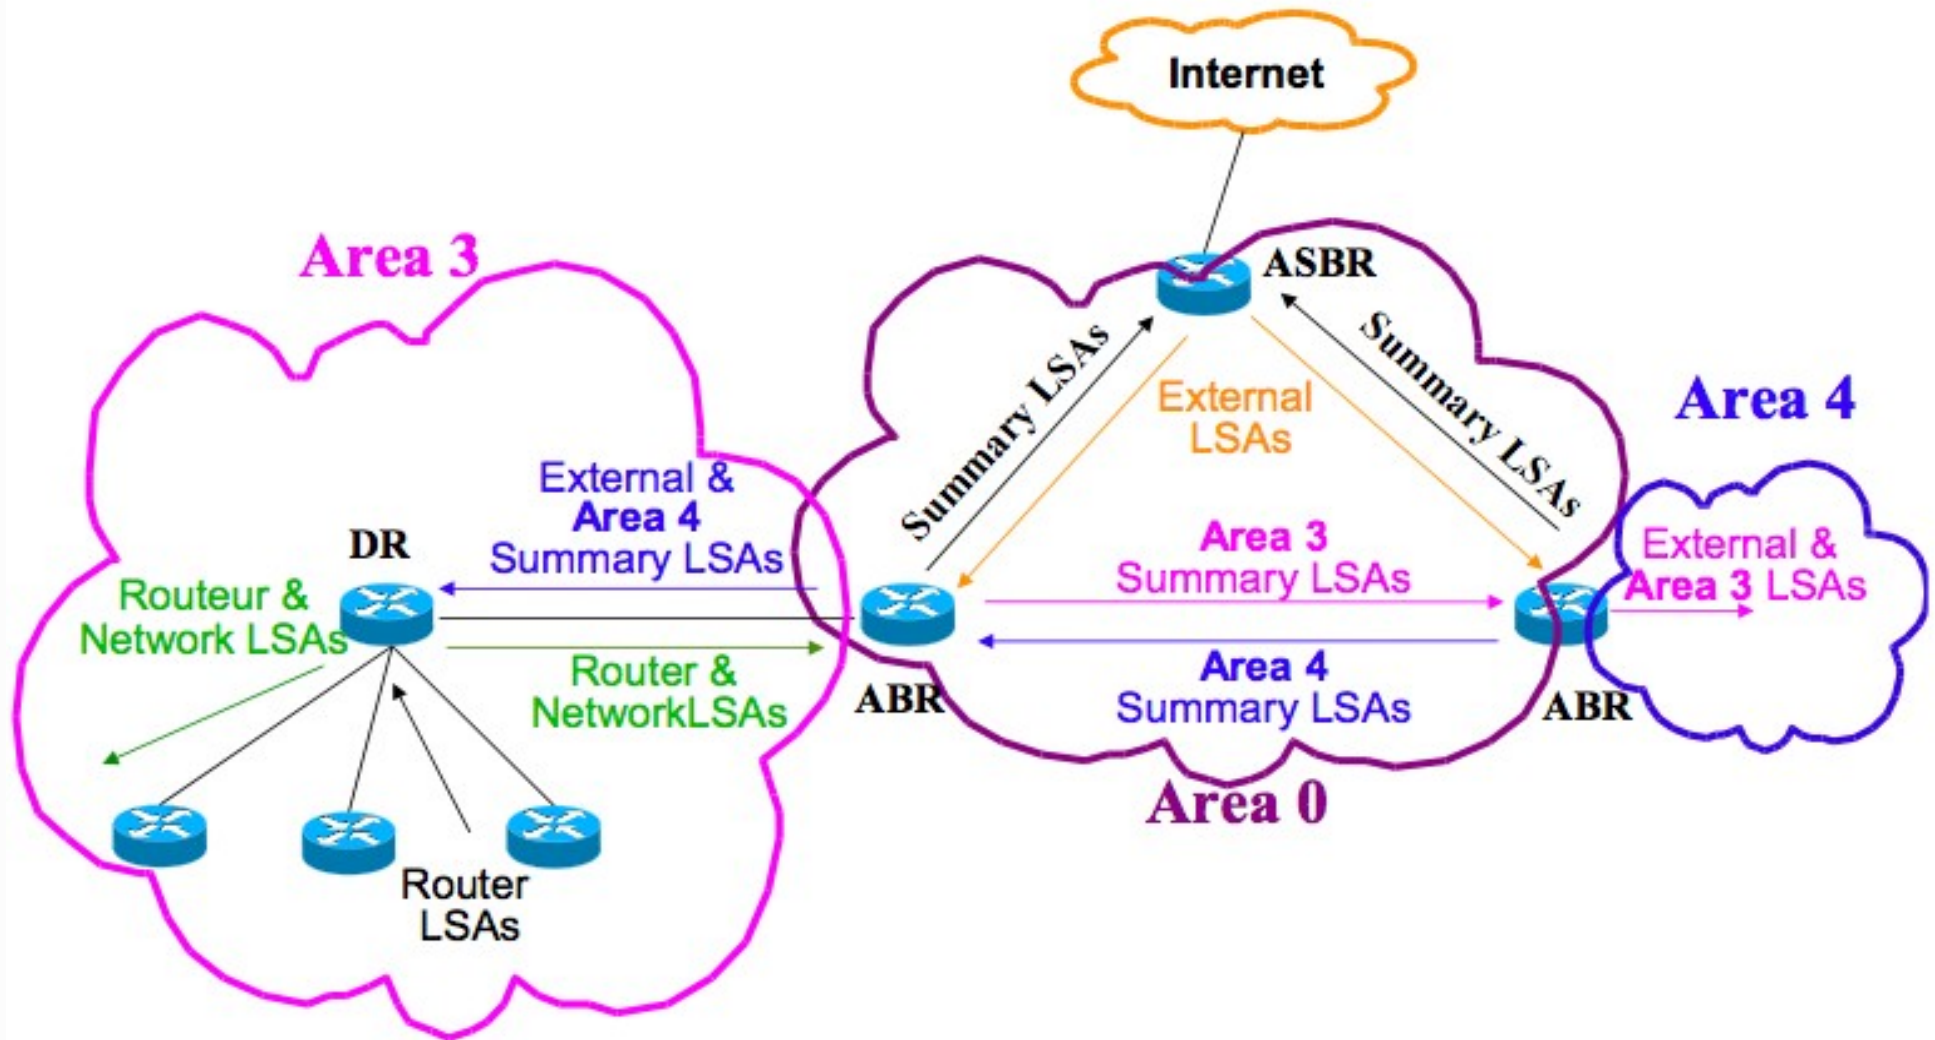 Internet
Area 3
ASBR
Summary LSAs
Summary LSAs
External
LSAs
Area 4
External &
Area 4
Summary LSAs
DR
Area 3
Summary LSAs
External &
Area 3 LSAs
Routeur &
Network LSAs
Router &
NetworkLSAs
ABR
Area 4
Summary LSAs
ABR
Area 0
Router
LSAs